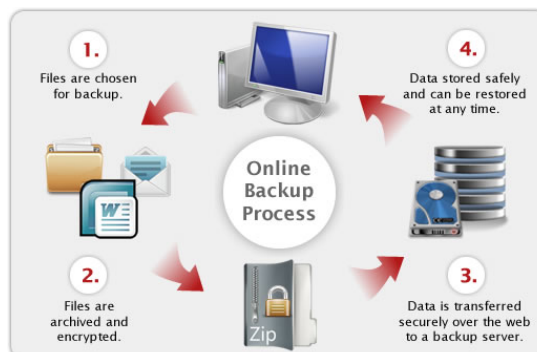 1.
Files are chosen
for backup.
4.
Data stored safely
and can be restored
at any time.
Online
Backup
Process
W
2.
Files are
archived and
encrypted.
Zip
3.
Data is transferred
securely over the web
to a backup server.